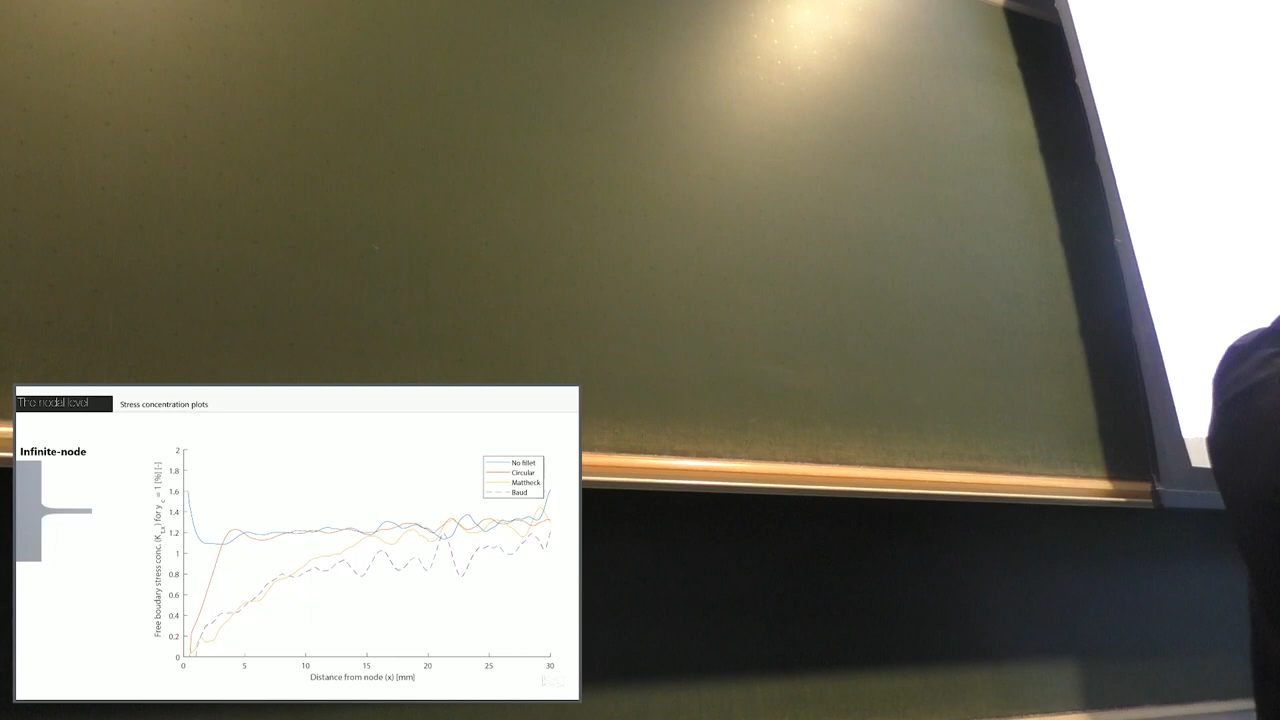 The nodal level
Stress concentration plots
Infinite-node
Free boudary stress conc. (K t,x) for y c = 1 [%] [-]
2
1.8
1.6
1.4
1.2
1
0.8
0.6
0.4
0.2
0
No fillet
Circular
Mattheck
Baud
0 5 10 15 20 25 30
Distance from node (x) [mm]